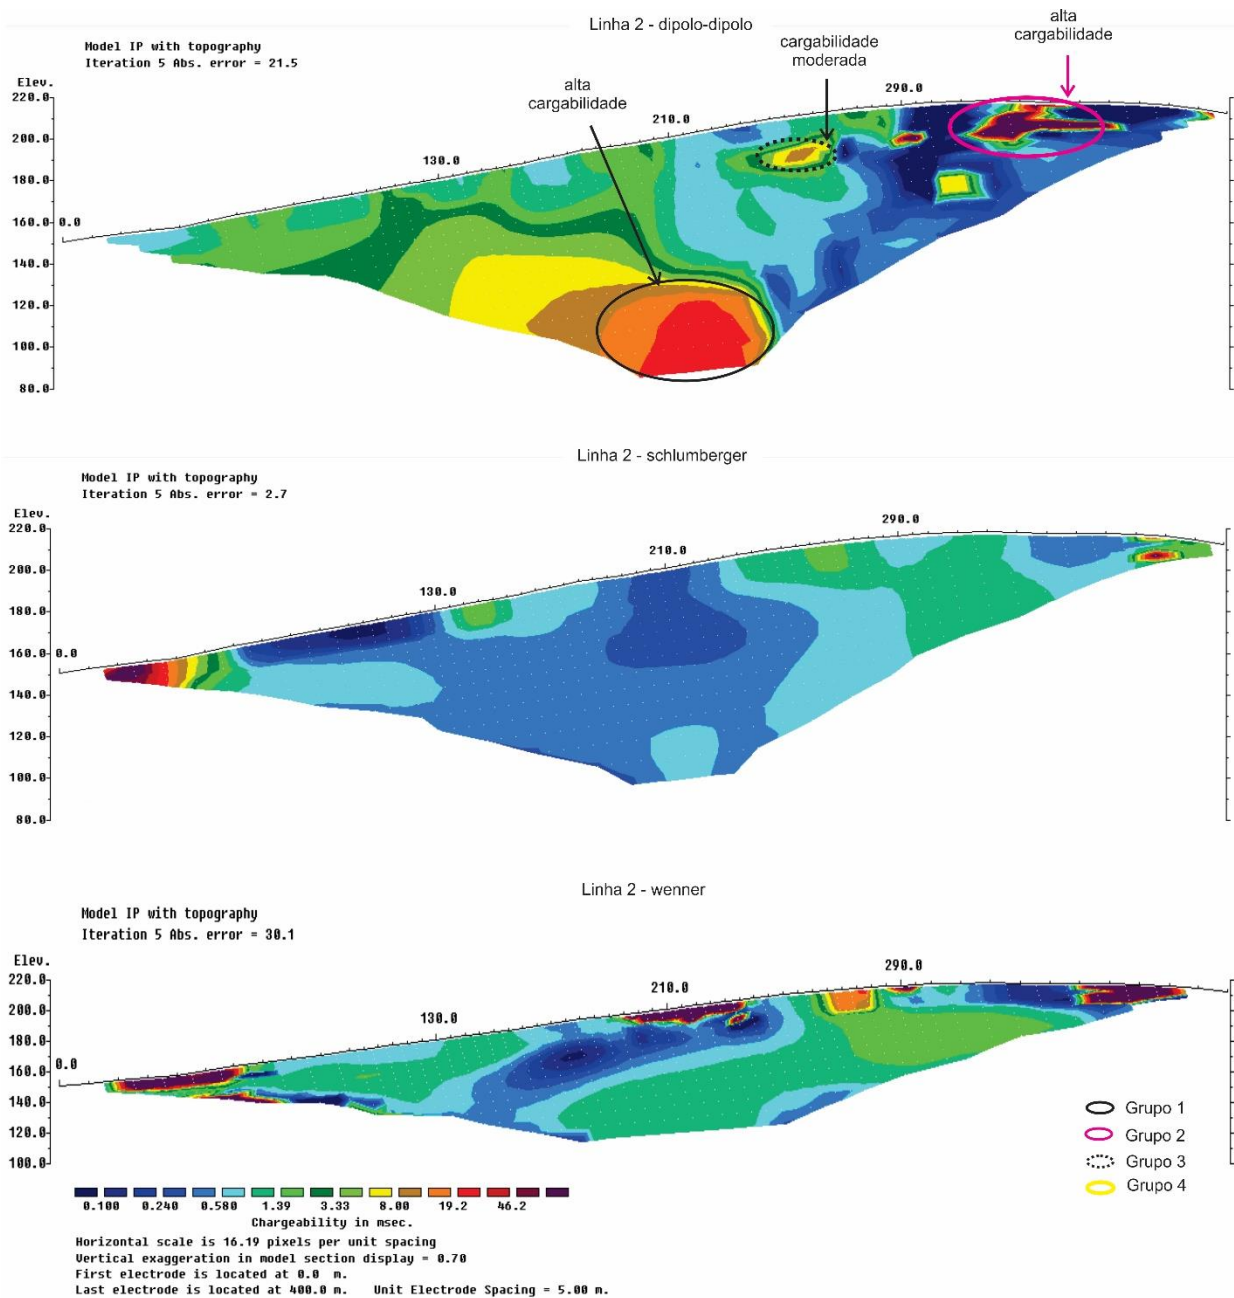 Linha 2 - dipolo-dipolo
Model IP with topography
Iteration 5 Abs. error = 21.5
alta
cargabilidade
cargabilidade
moderada
alta
cargabilidade
Elev.
220.0
200.0
180.0
160.0
140.0
120.0
100.0
80.0
0.0
130.0
210.0
290.0
Linha 2 - schlumberger
Model IP with topography
Iteration 5 Abs. error = 2.7
Elev.
220.0
200.0
180.0
160.0
140.0
120.0
100.0
80.0
0.0
130.0
210.0
290.0
Linha 2 - wenner
Model IP with topography
Iteration 5 Abs. error = 30.1
Elev.
220.0
200.0
180.0
160.0
140.0
120.0
100.0
0.0
130.0
210.0
290.0
Grupo 1
Grupo 2
Grupo 3
Grupo 4
0.100 0.240 0.580 1.39 3.33 8.00 19.2 46.2
Chargeability in msec.
Horizontal scale is 16.19 pixels per unit spacing
Vertical exaggeration in model section display = 0.70
First electrode is located at 0.0 m.
Last electrode is located at 400.0 m. Unit Electrode Spacing = 5.00 m.